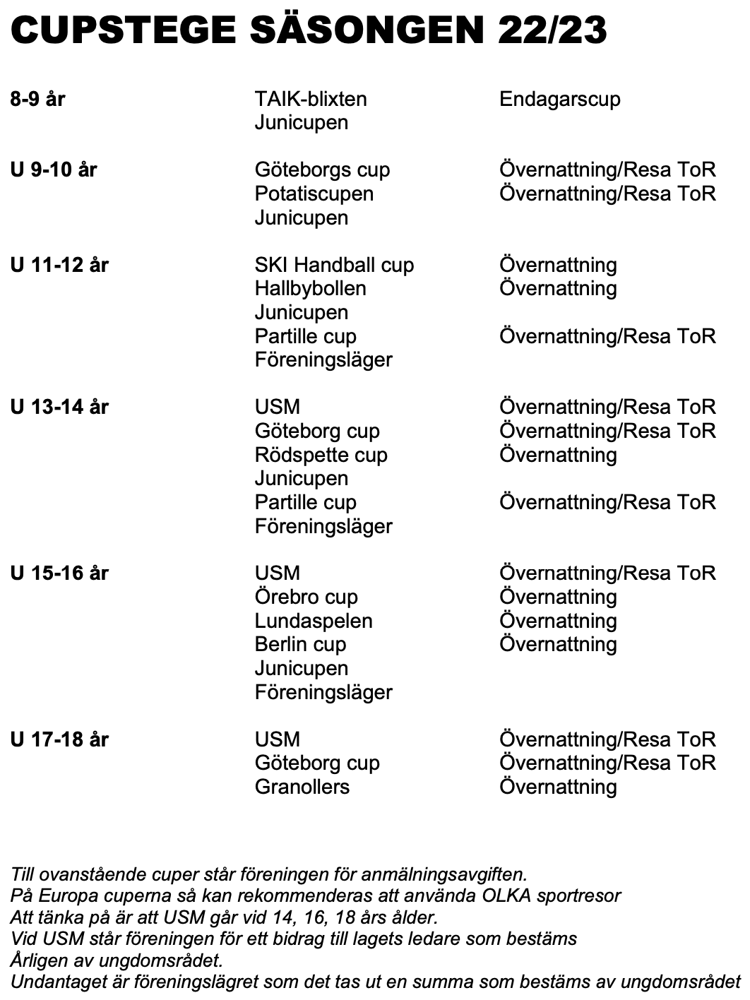 CUPSTEGE SÄSONGEN 22/23
8-9 år TAIK-blixten Endagarscup
Junicupen
U 9-10 år Göteborgs cup Övernattning/Resa ToR
Potatiscupen Övernattning/Resa ToR
Junicupen
U 11-12 år SKI Handball cup Övernattning
Hallbybollen Övernattning
Junicupen
Partille cup Övernattning/Resa ToR
Föreningsläger
U 13-14 år USM Övernattning/Resa ToR
Göteborg cup Övernattning/Resa ToR
Rödspette cup Övernattning
Junicupen
Partille cup Övernattning/Resa ToR
Föreningsläger
U 15-16 år USM Övernattning/Resa ToR
Örebro cup Övernattning
Lundaspelen Övernattning
Berlin cup Övernattning
Junicupen
Föreningsläger
U 17-18 år USM Övernattning/Resa ToR
Göteborg cup Övernattning/Resa ToR
Granollers Övernattning
Till ovanstående cuper står föreningen för anmälningsavgiften.
På Europa cuperna så kan rekommenderas att använda OLKA sportresor
Att tänka på är att USM går vid 14, 16, 18 års ålder.
Vid USM står föreningen för ett bidrag till lagets ledare som bestäms
Årligen av ungdomsrådet.
Undantaget är föreningslägret som det tas ut en summa som bestäms av ungdomsrådet